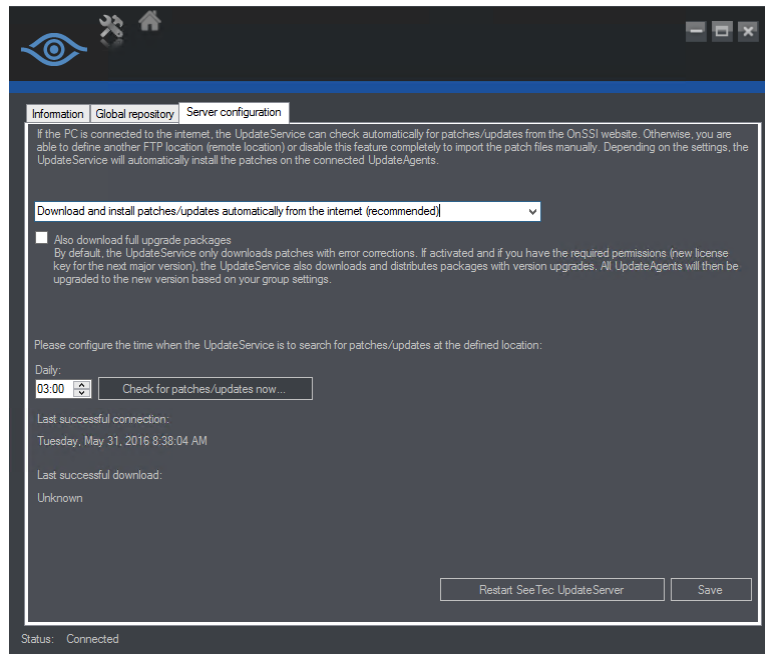 Information Global repository Server configuration
If the PC is connected to the internet, the UpdateService can check automatically for patches/updates from the OnSSI website. Otherwise, you are
able to define another FTP location (remote location) or disable this feature completely to import the patch files manually. Depending on the settings, the
UpdateService will automatically install the patches on the connected UpdateAgents.
Download and install patches/updates automatically from the internet (recommended)
Also download full upgrade packages
By default, the UpdateService only downloads patches with error corrections. If activated and if you have the required permissions (new license
key for the next major version), the UpdateService also downloads and distributes packages with version upgrades. All UpdateAgents will then be
upgraded to the new version based on your group settings.
Please configure the time when the UpdateService is to search for patches/updates at the defined location:
Daily:
03:00 Check for patches/updates now...
Last successful connection:
Tuesday, May 31, 2016 8:38:04 AM
Last successful download:
Unknown
Restart SeeTec UpdateServer Save
Status: Connected